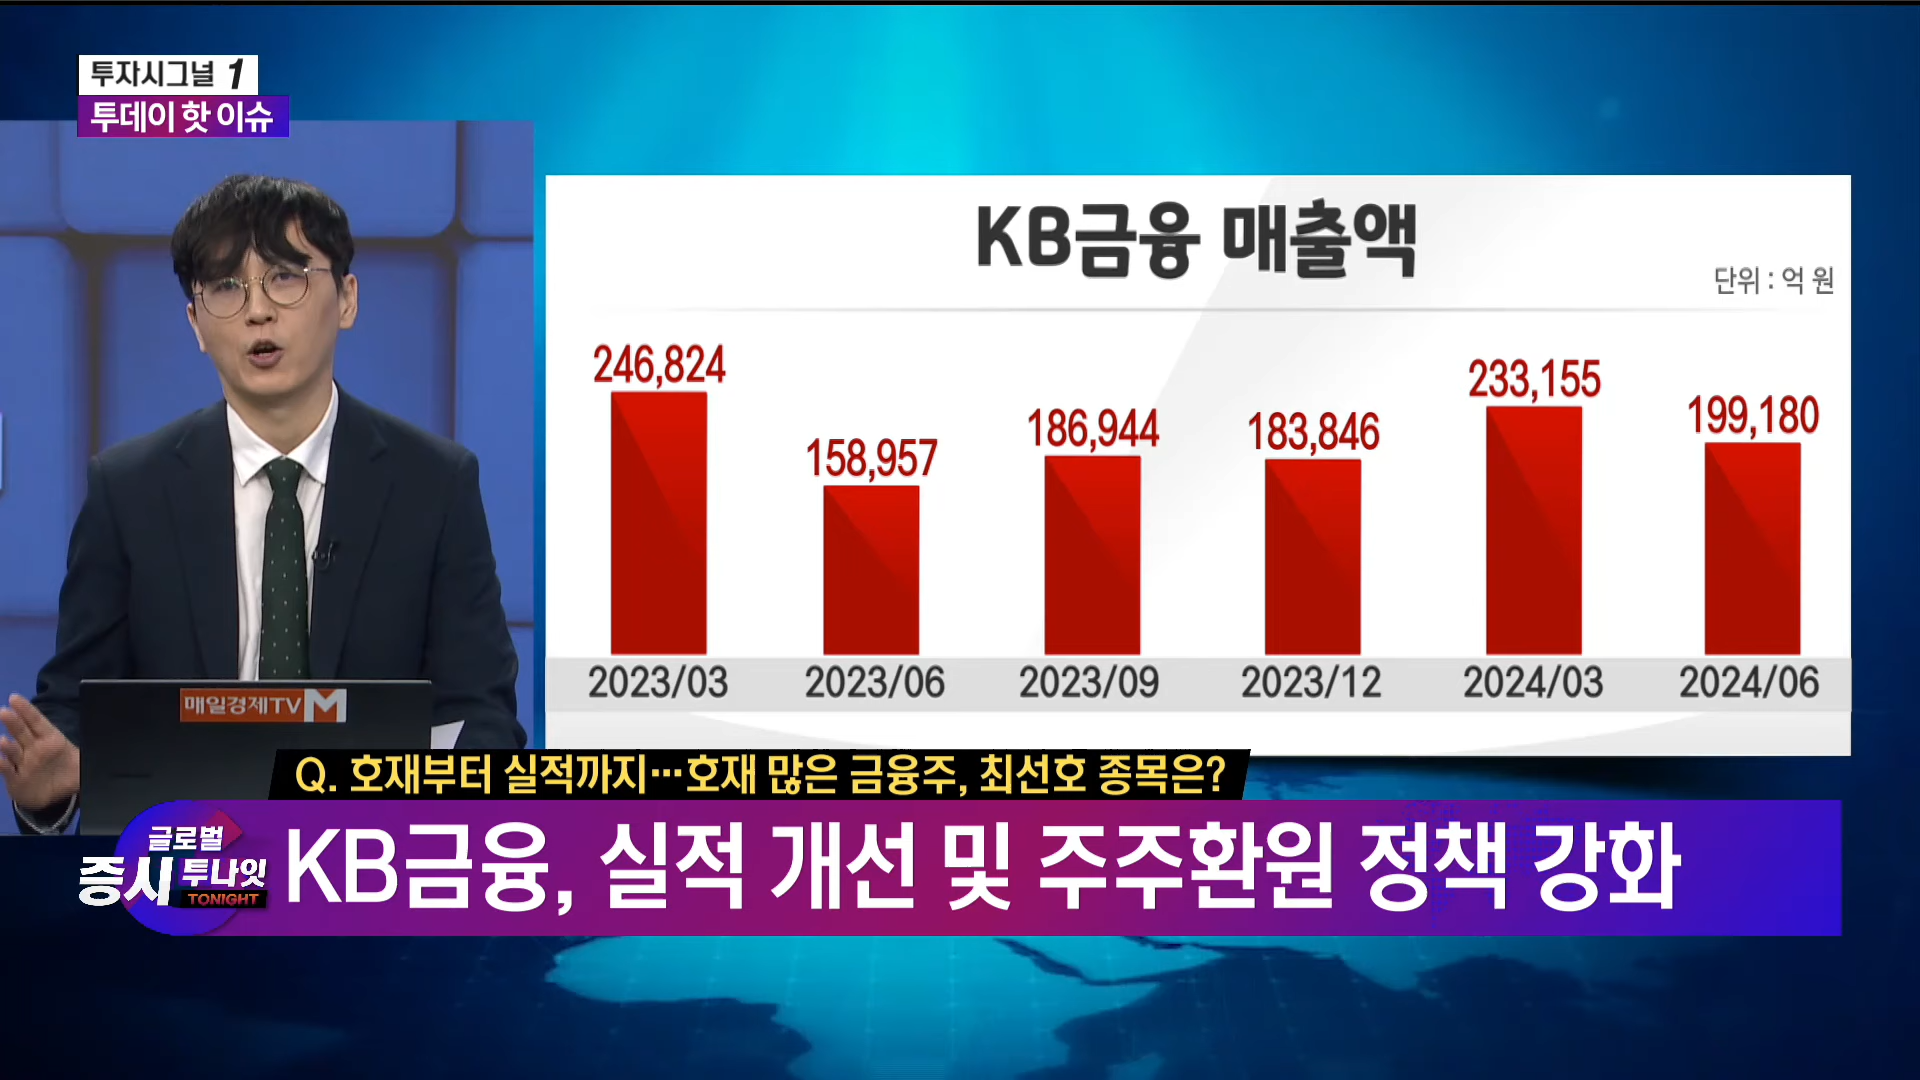 투자시그널 1
투데이 핫 이슈
KB금융 매출액
단위 : 억 원
246,824
158,957
186,944
183,846
233,155
199,180
2023/03
2023/06
2023/09
2023/12
2024/03
2024/06
매일경제TV M
Q. 호재부터 실적까지…호재 많은 금융주, 최선호 종목은?
글로벌
증시 투나잇
TONIGHT
KB금융, 실적 개선 및 주주환원 정책 강화